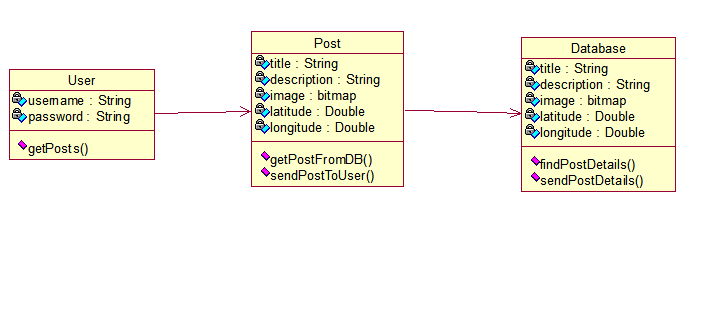 User
username : String
password : String
getPosts()
Post
title : String
description : String
image : bitmap
latitude : Double
longitude : Double
getPostFromDB()
sendPostToUser()
Database
title : String
description : String
image : bitmap
latitude : Double
longitude : Double
findPostDetails()
sendPostDetails()